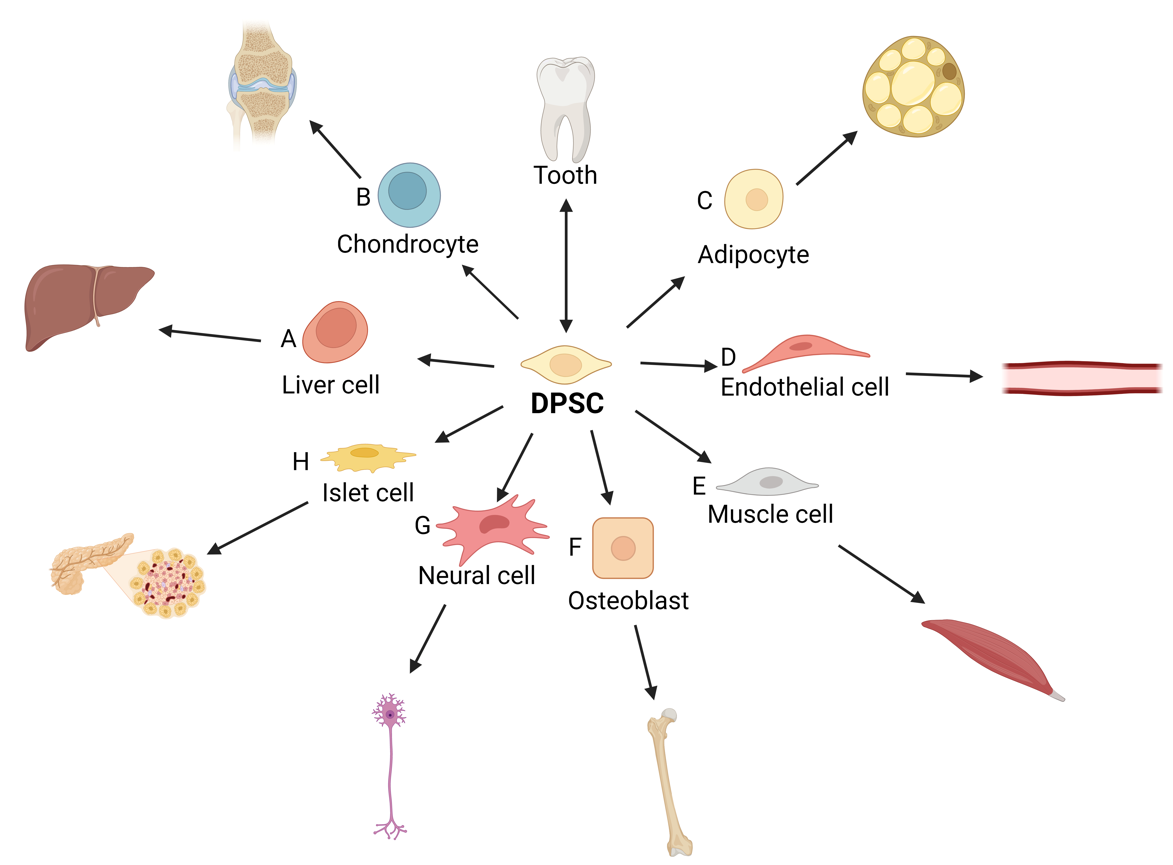 Tooth
B
Chondrocyte
C
Adipocyte
A
Liver cell
DPSC
D
Endothelial cell
H
Islet cell
E
Muscle cell
G
Neural cell
F
Osteoblast